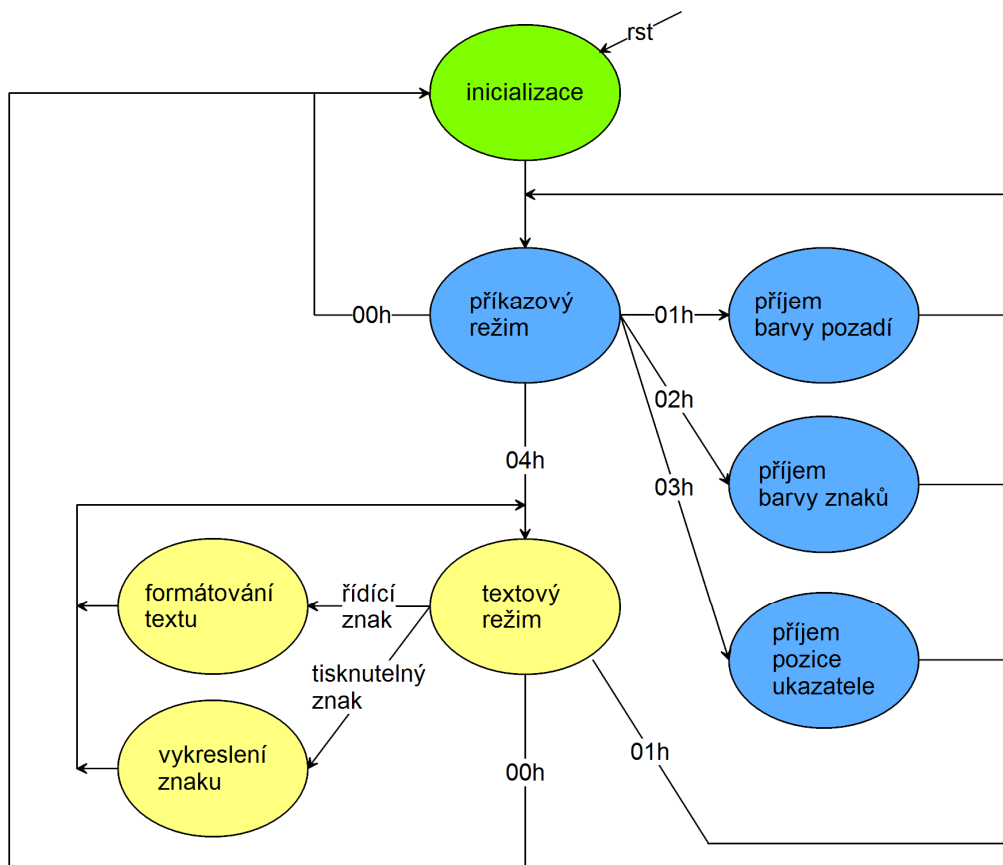 rst
inicializace
00h
příkazový
režim
01h
příjem
barvy pozadí
02h
03h
příjem
barvy znaků
04h
formátování
textu
řídící
znak
textový
režim
příjem
pozice
ukazatele
tisknutelný
znak
vykreslení
znaku
00h
01h